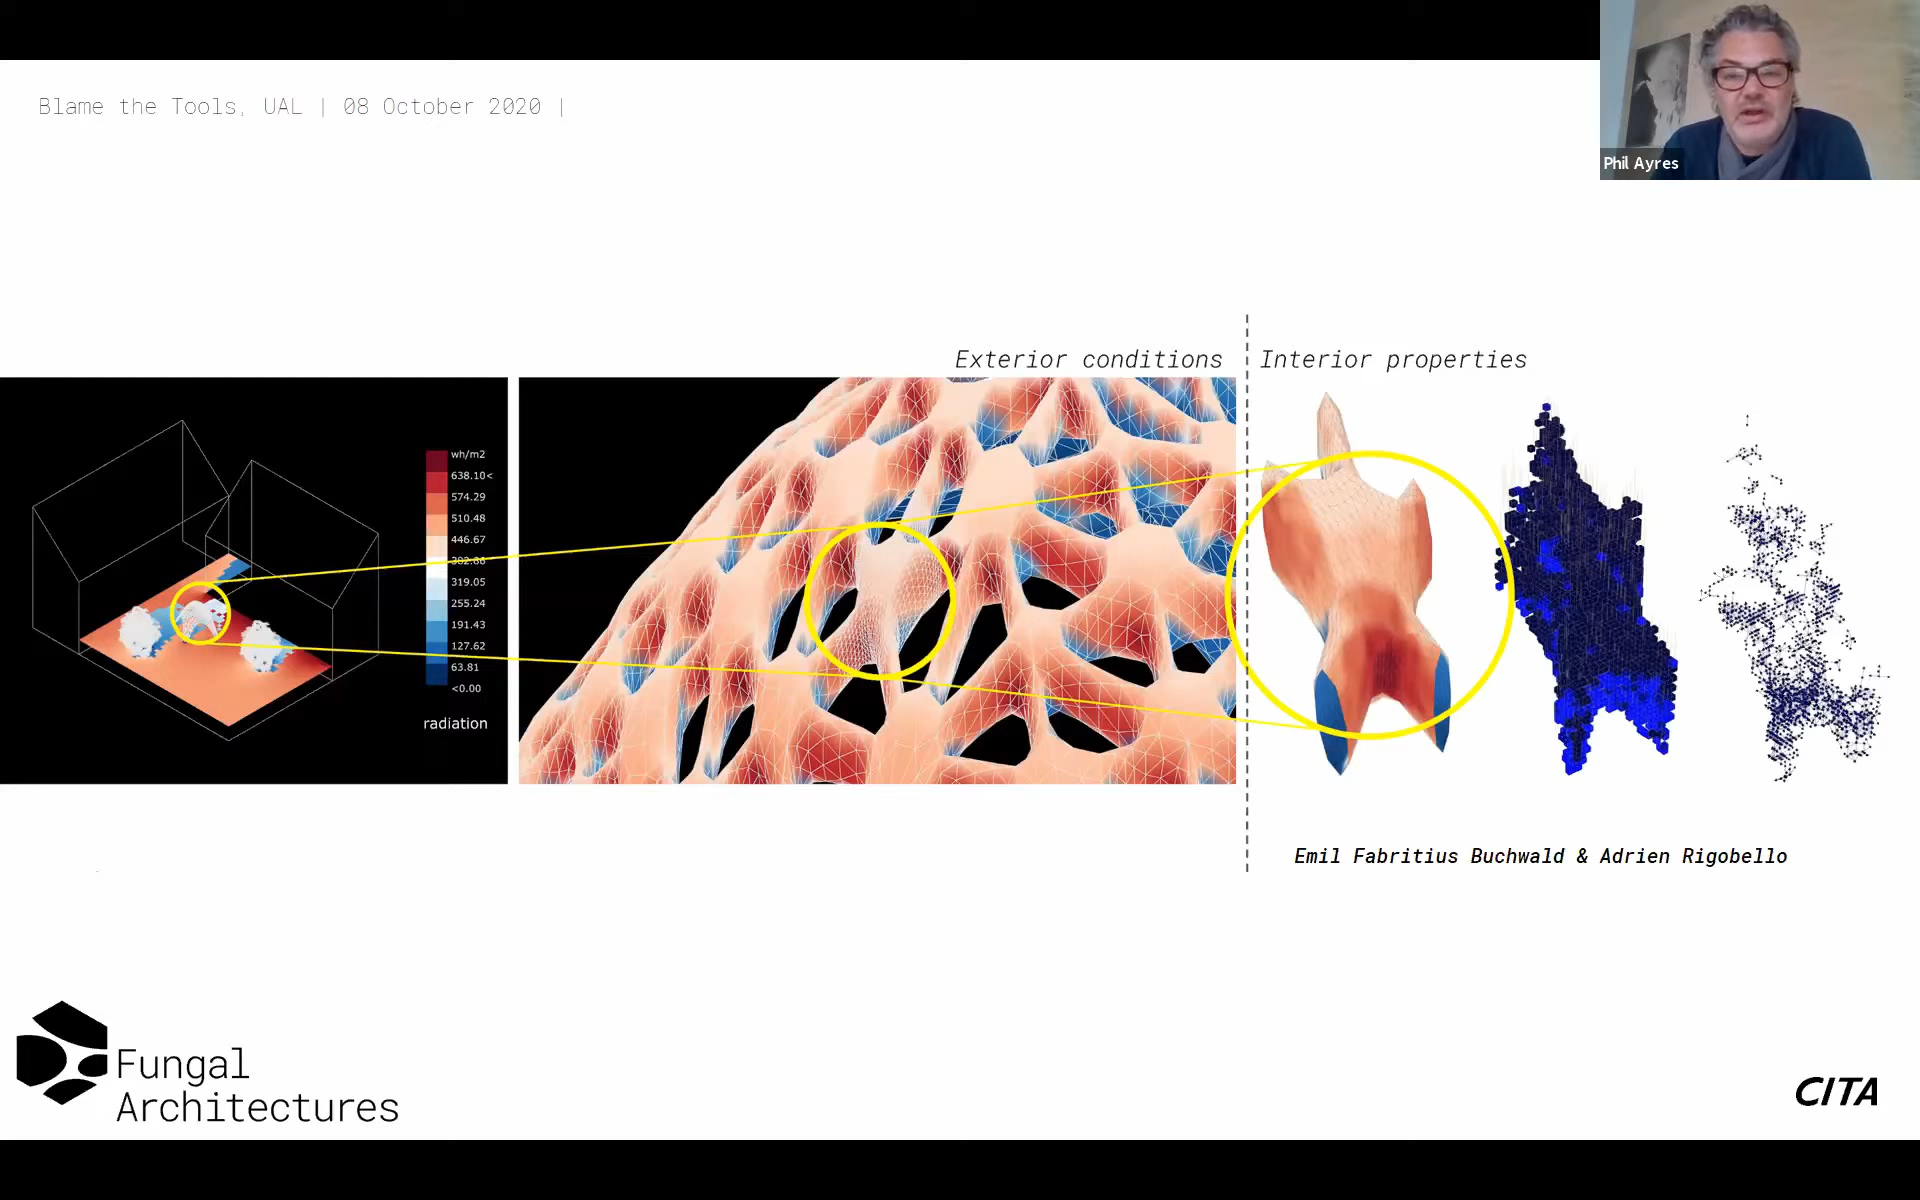 Blame the Tools, UAL | 08 October 2020 |
Phil Ayres
Exterior conditions
Interior properties
wh/m2
638.10<
574.29
510.48
446.67
382.86
319.05
255.24
191.43
127.62
63.81
<0.00
radiation
Emil Fabritius Buchwald & Adrien Rigobello
Fungal
Architectures
CITA